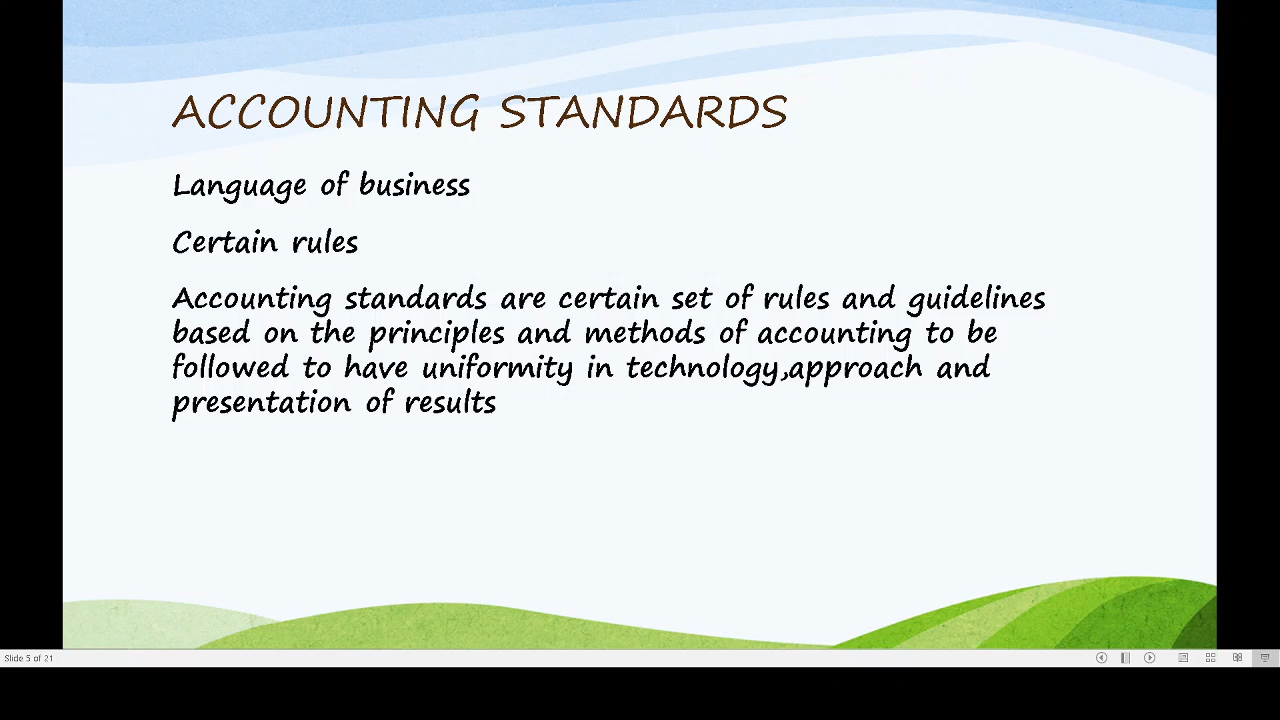 ACCOUNTING STANDARDS
Language of business
Certain rules
Accounting standards are certain set of rules and guidelines
based on the principles and methods of accounting to be
followed to have uniformity in technology,approach and
presentation of results
Slide 5 of 21